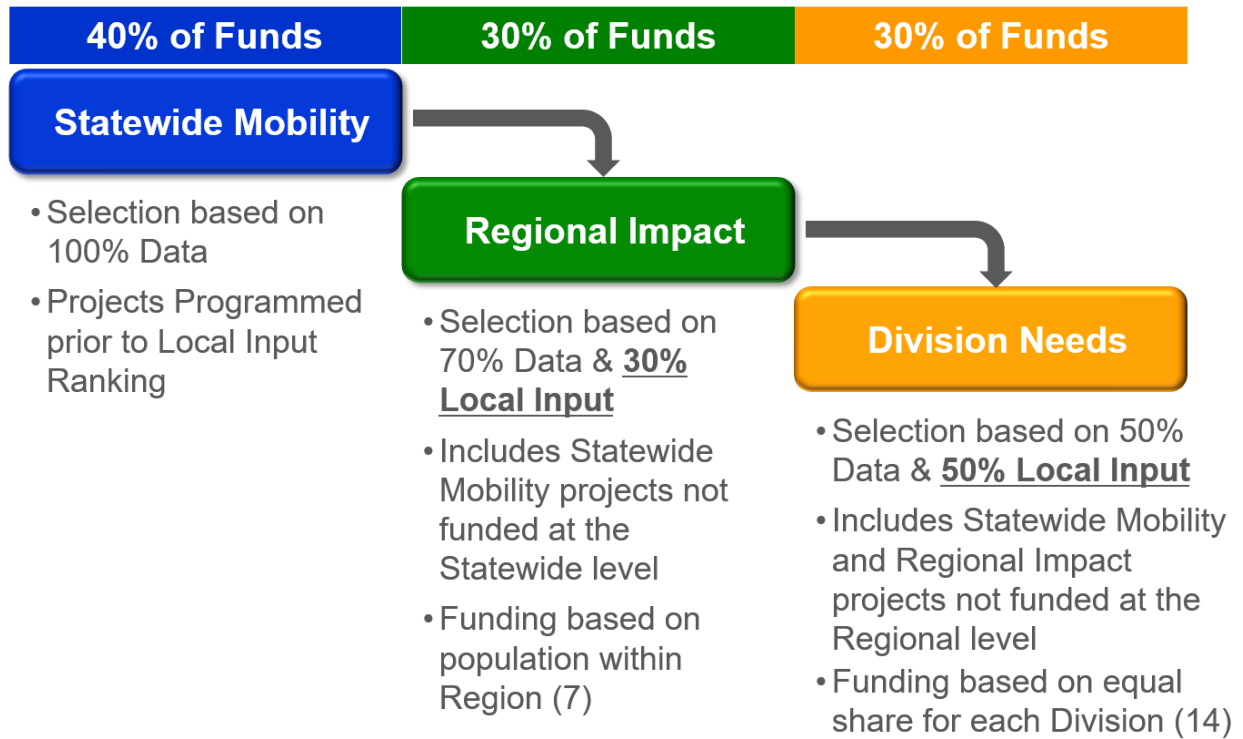 40% of Funds
30% of Funds
30% of Funds
Statewide Mobility
• Selection based on
100% Data
• Projects Programmed
prior to Local Input
Ranking
Regional Impact
• Selection based on
70% Data & 30%
Local Input
• Includes Statewide
Mobility projects not
funded at the
Statewide level
• Funding based on
population within
Region (7)
Division Needs
• Selection based on 50%
Data & 50% Local Input
• Includes Statewide Mobility
and Regional Impact
projects not funded at the
Regional level
• Funding based on equal
share for each Division (14)